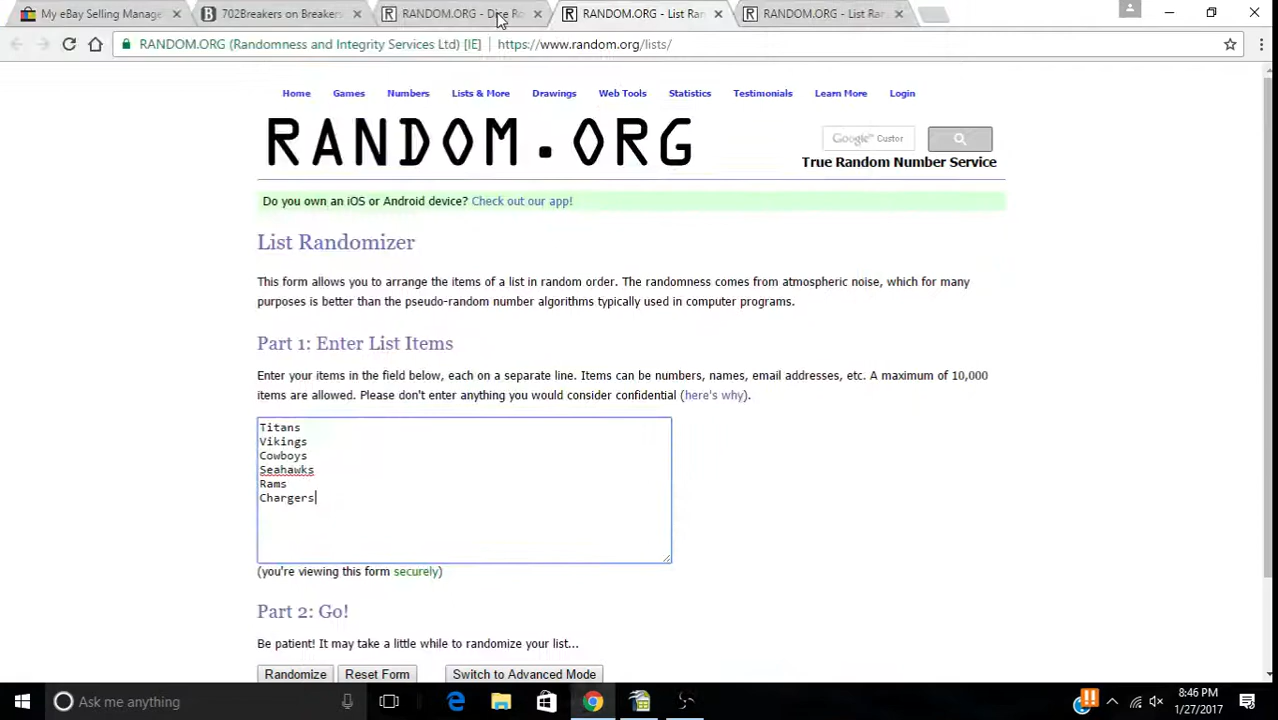 My eBay Selling Manage
702Breakers on Breakers
RANDOM.ORG - Dice Ro
RANDOM.ORG - List Ran
RANDOM.ORG - List Ran
RANDOM.ORG (Randomness and Integrity Services Ltd) [IE]
https://www.random.org/lists/
Home Games Numbers Lists & More Drawings Web Tools Statistics Testimonials Learn More Login
RANDOM.ORG
Google™ Custor
True Random Number Service
Do you own an iOS or Android device? Check out our app!
List Randomizer
This form allows you to arrange the items of a list in random order. The randomness comes from atmospheric noise, which for many
purposes is better than the pseudo-random number algorithms typically used in computer programs.
Part 1: Enter List Items
Enter your items in the field below, each on a separate line. Items can be numbers, names, email addresses, etc. A maximum of 10,000
items are allowed. Please don't enter anything you would consider confidential (here's why).
Titans
Vikings
Cowboys
Seahawks
Rams
Chargers
(you're viewing this form securely)
Part 2: Go!
Be patient! It may take a little while to randomize your list...
Randomize Reset Form Switch to Advanced Mode
Ask me anything
8:46 PM
1/27/2017